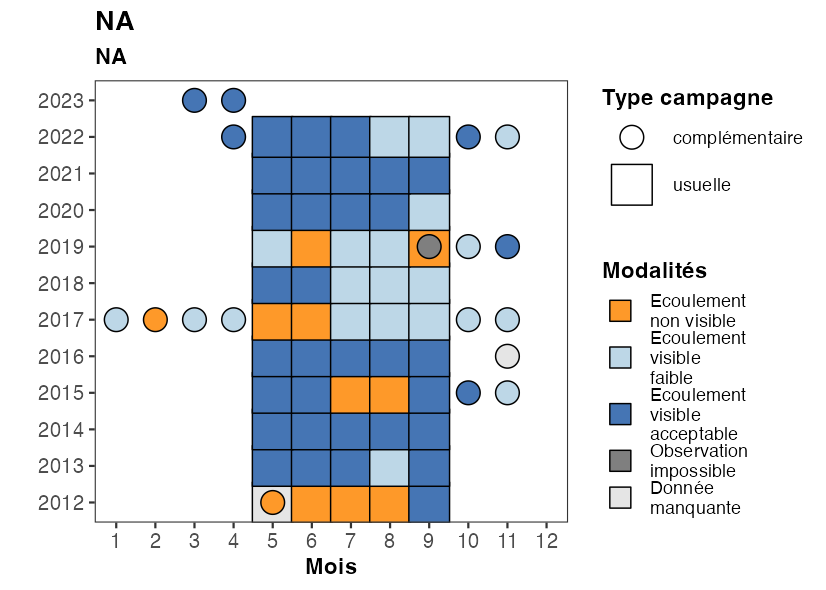 NA
NA
2023
2022
2021
2020
2019
2018
2017
2016
2015
2014
2013
2012
1 2 3 4 5 6 7 8 9 10 11 12
Mois
Type campagne
complémentaire
usuelle
Modalités
Ecoulement
non visible
Ecoulement
visible
faible
Ecoulement
visible
acceptable
Observation
impossible
Donnée
manquante